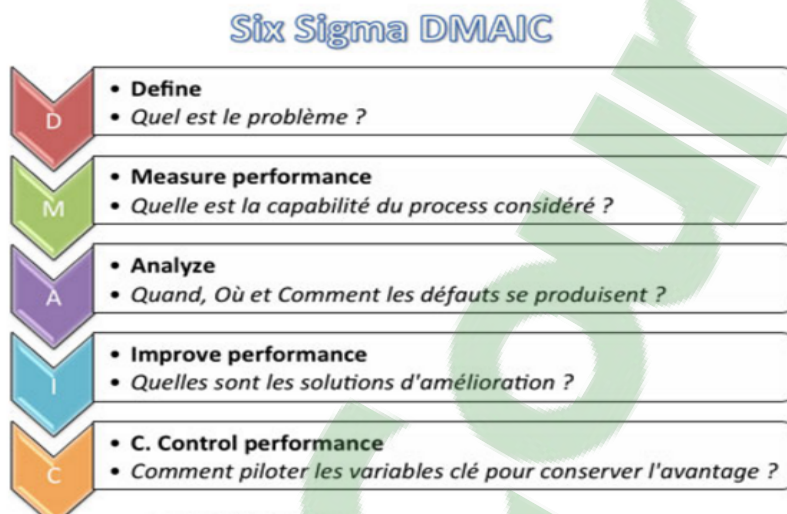 Six Sigma DMAIC
D
• Define
• Quel est le problème ?
M
• Measure performance
• Quelle est la capabilité du process considéré ?
A
• Analyze
• Quand, Où et Comment les défauts se produisent ?
I
• Improve performance
• Quelles sont les solutions d'amélioration ?
C
• C. Control performance
• Comment piloter les variables clé pour conserver l'avantage ?
Cour